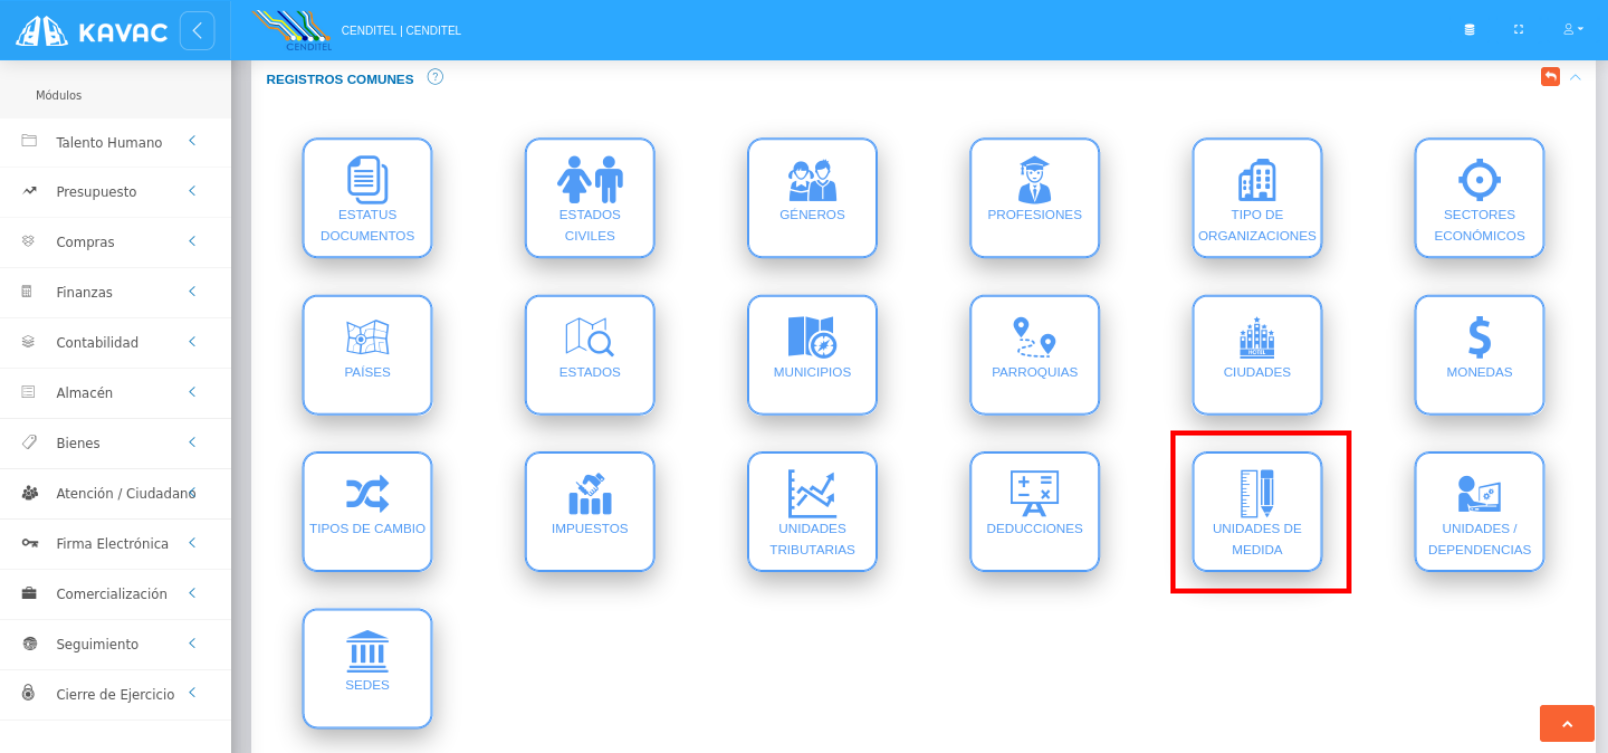 KAVAC
CENDITEL
CENDITEL | CENDITEL
Módulos
Talento Humano
Presupuesto
Compras
Finanzas
Contabilidad
Almacén
Bienes
Atención / Ciudadano
Firma Electrónica
Comercialización
Seguimiento
Cierre de Ejercicio
REGISTROS COMUNES ?
ESTATUS
DOCUMENTOS
ESTADOS
CIVILES
GÉNEROS
PROFESIONES
TIPO DE
ORGANIZACIONES
SECTORES
ECONÓMICOS
PAÍSES
ESTADOS
MUNICIPIOS
PARROQUIAS
HOTEL
CIUDADES
MONEDAS
TIPOS DE CAMBIO
IMPUESTOS
UNIDADES
TRIBUTARIAS
DEDUCCIONES
UNIDADES DE
MEDIDA
UNIDADES /
DEPENDENCIAS
SEDES